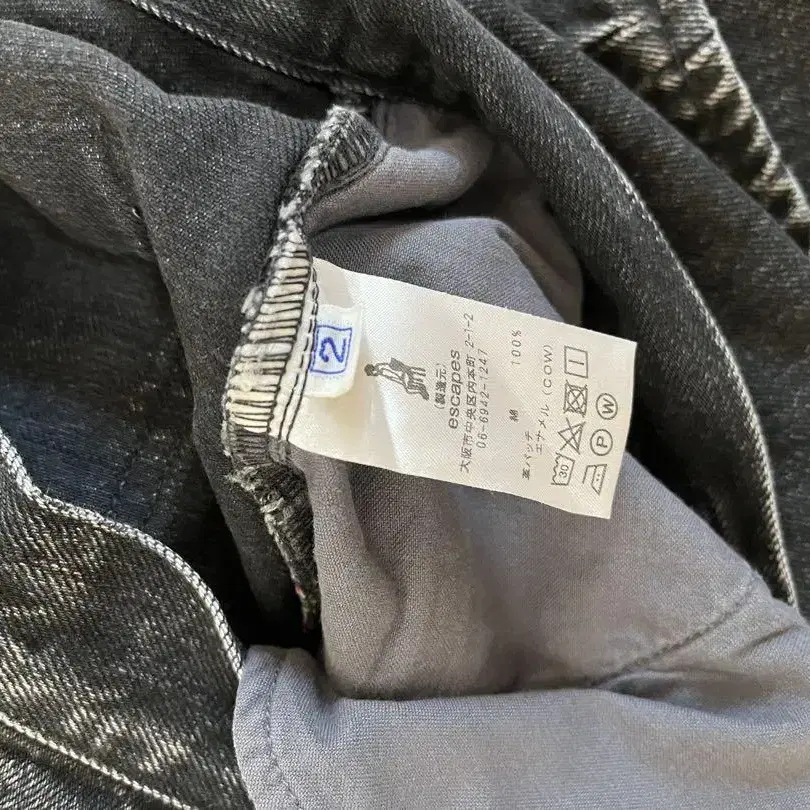 2
(製造元)
escapes
大阪市中央区内本町 2-1-2
06-6942-1247
M 100%
革パッチ
エナメル (COW)
30
P W